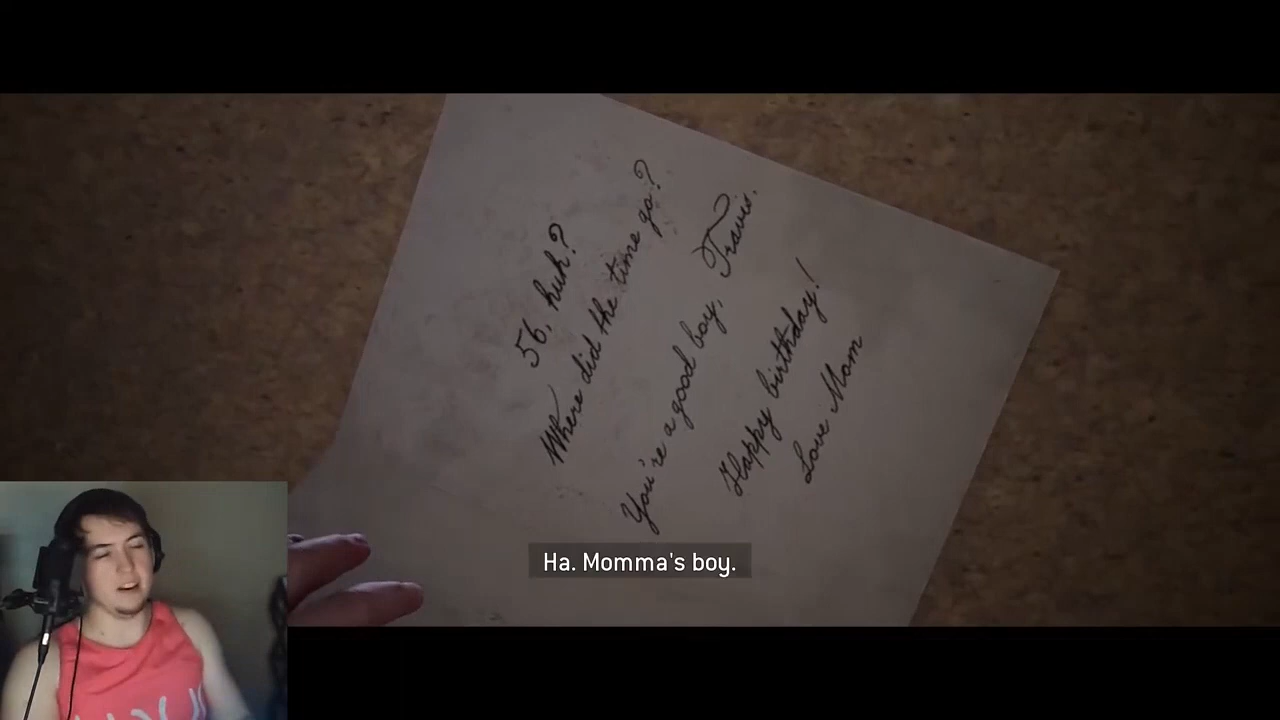 56, huh?
Where did the time go?
You're a good boy, Travis.
Happy birthday!
Love Mom
Ha. Momma's boy.